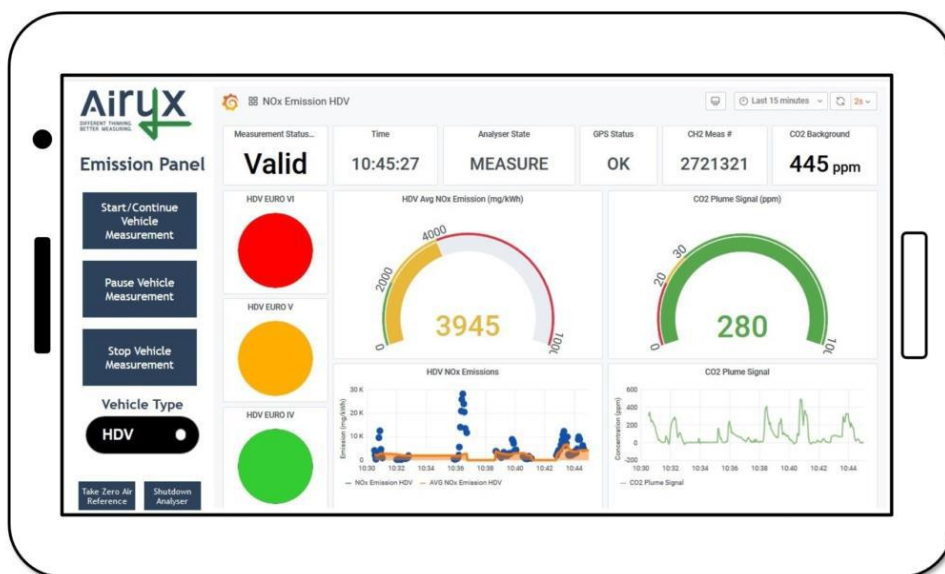 Airyx
DIFFERENT THINKING
BETTER MEASURING
Emission Panel
Start/Continue
Vehicle
Measurement
Pause Vehicle
Measurement
Stop Vehicle
Measurement
Vehicle Type
HDV
Take Zero Air
Reference
Shutdown
Analyser
NOx Emission HDV
Last 15 minutes
2s
Measurement Status...
Valid
Time
10:45:27
Analyser State
MEASURE
GPS Status
OK
CH2 Meas #
2721321
CO2 Background
445 ppm
HDV EURO VI
HDV EURO V
HDV EURO IV
HDV Avg NOx Emission (mg/kWh)
0
2000
4000
1000
3945
CO2 Plume Signal (ppm)
0
20
30
100
280
HDV NOx Emissions
Emission (mg/kWh)
30 K
20 K
10 K
0
10:30 10:32 10:34 10:36 10:38 10:40 10:42 10:44
NOx Emission HDV AVG NOx Emission HDV
CO2 Plume Signal
Concentration (ppm)
600
400
200
0
-200
10:30 10:32 10:34 10:36 10:38 10:40 10:42 10:44
CO2 Plume Signal